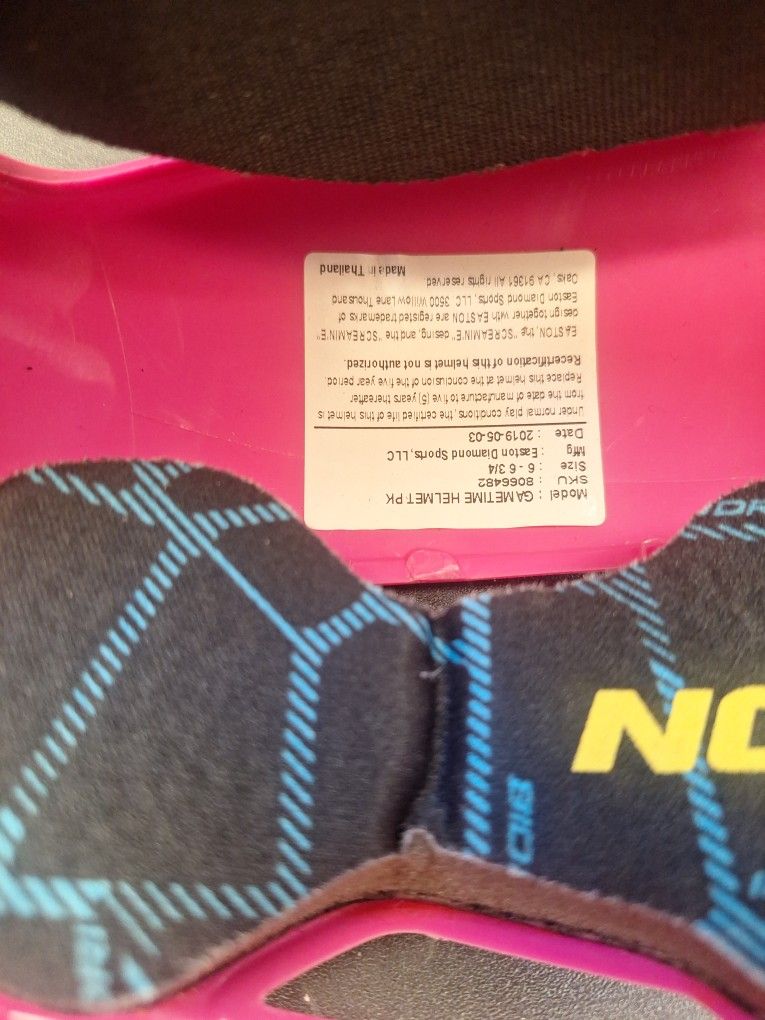 Model : GAMETIME HELMET-PK
SKU : 8066482
Size : 6 - 6 3/4
Mfg : Easton Diamond Sports, LLC
Date : 2019-05-03
Under normal play conditions, the certified life of this helmet is
from the date of manufacture to five (5) years thereafter.
Replace this helmet at the conclusion of the five year period.
Recertification of this helmet is not authorized.
EASTON, the "SCREAMIN'E" desing, and the "SCREAMIN'E"
design together with EASTON are registered trademarks of
Easton Diamond Sports, LLC, 3500 Willow Lane Thousand
Oaks, CA 91361 All rights reserved
Made in Thailand
NO